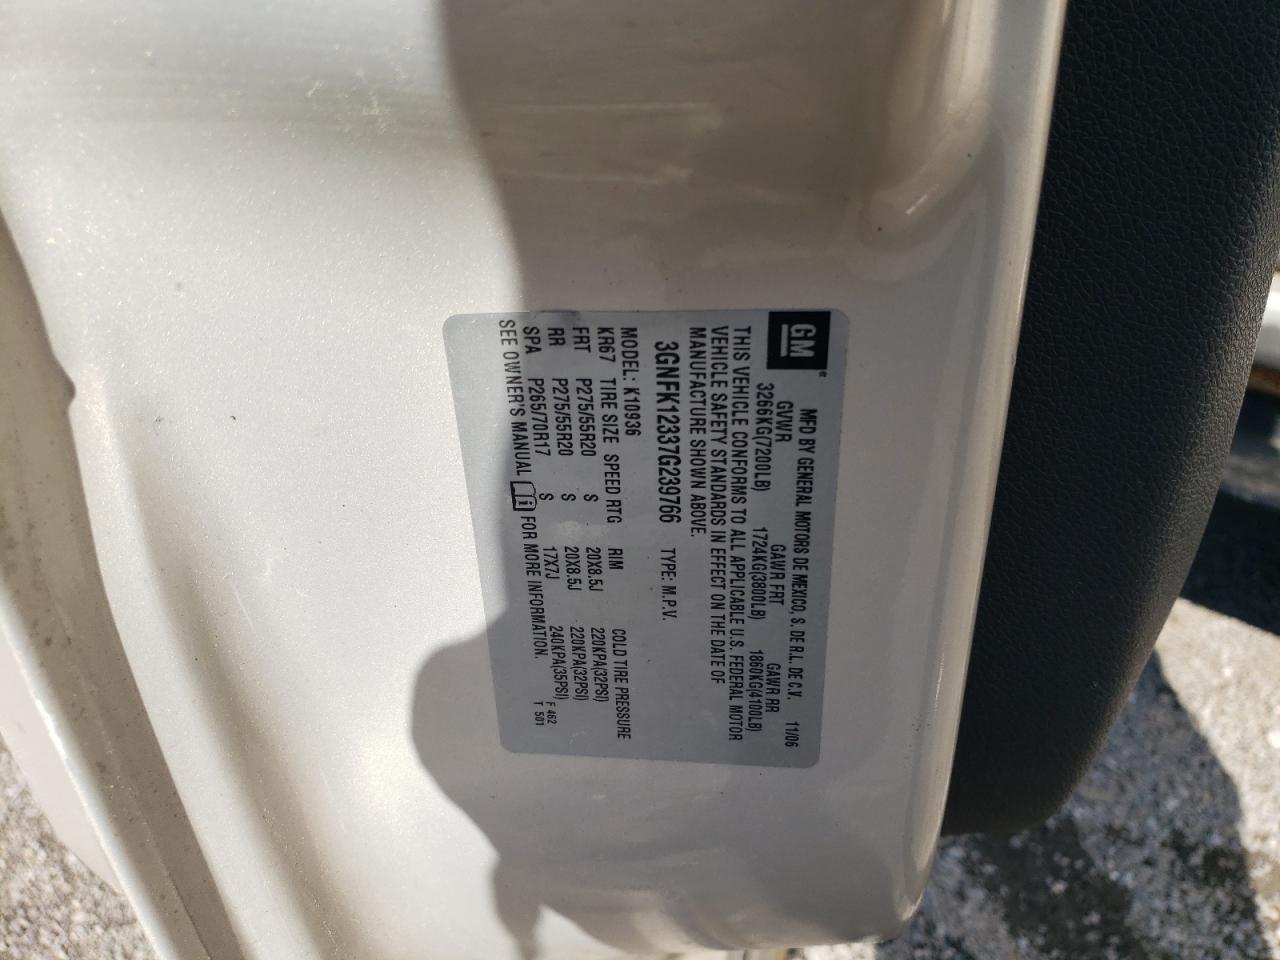 GM
MFD BY GENERAL MOTORS DE MEXICO, S. DE R.L. DE C.V. 11/06
GVWR GAWR FRT GAWR RR
3266KG(7200LB) 1724KG(3800LB) 1860KG(4100LB)
THIS VEHICLE CONFORMS TO ALL APPLICABLE U.S. FEDERAL MOTOR
VEHICLE SAFETY STANDARDS IN EFFECT ON THE DATE OF
MANUFACTURE SHOWN ABOVE.
3GNFK12337G239766 TYPE: M.P.V.
MODEL: K10936
KR67 TIRE SIZE SPEED RTG RIM COLD TIRE PRESSURE
FRT P275/55R20 S 20X8.5J 220KPA(32PSI)
RR P275/55R20 S 20X8.5J 220KPA(32PSI)
SPA P265/70R17 S 17X7J 240KPA(35PSI) F 462
SEE OWNER'S MANUAL FOR MORE INFORMATION. T 501